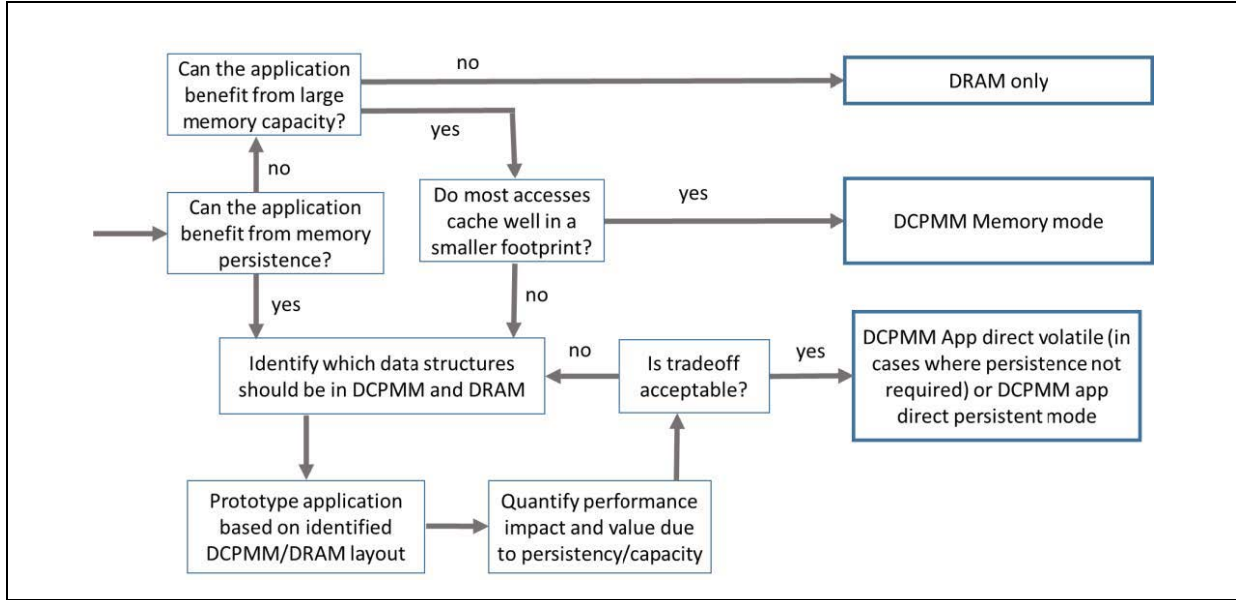 Can the application
benefit from large
memory capacity?
no
DRAM only
yes
no
Can the application
benefit from memory
persistence?
Do most accesses
cache well in a
smaller footprint?
yes
DCPMM Memory mode
yes
no
Identify which data structures
should be in DCPMM and DRAM
no
Is tradeoff
acceptable?
yes
DCPMM App direct volatile (in
cases where persistence not
required) or DCPMM app
direct persistent mode
Prototype application
based on identified
DCPMM/DRAM layout
Quantify performance
impact and value due
to persistency/capacity